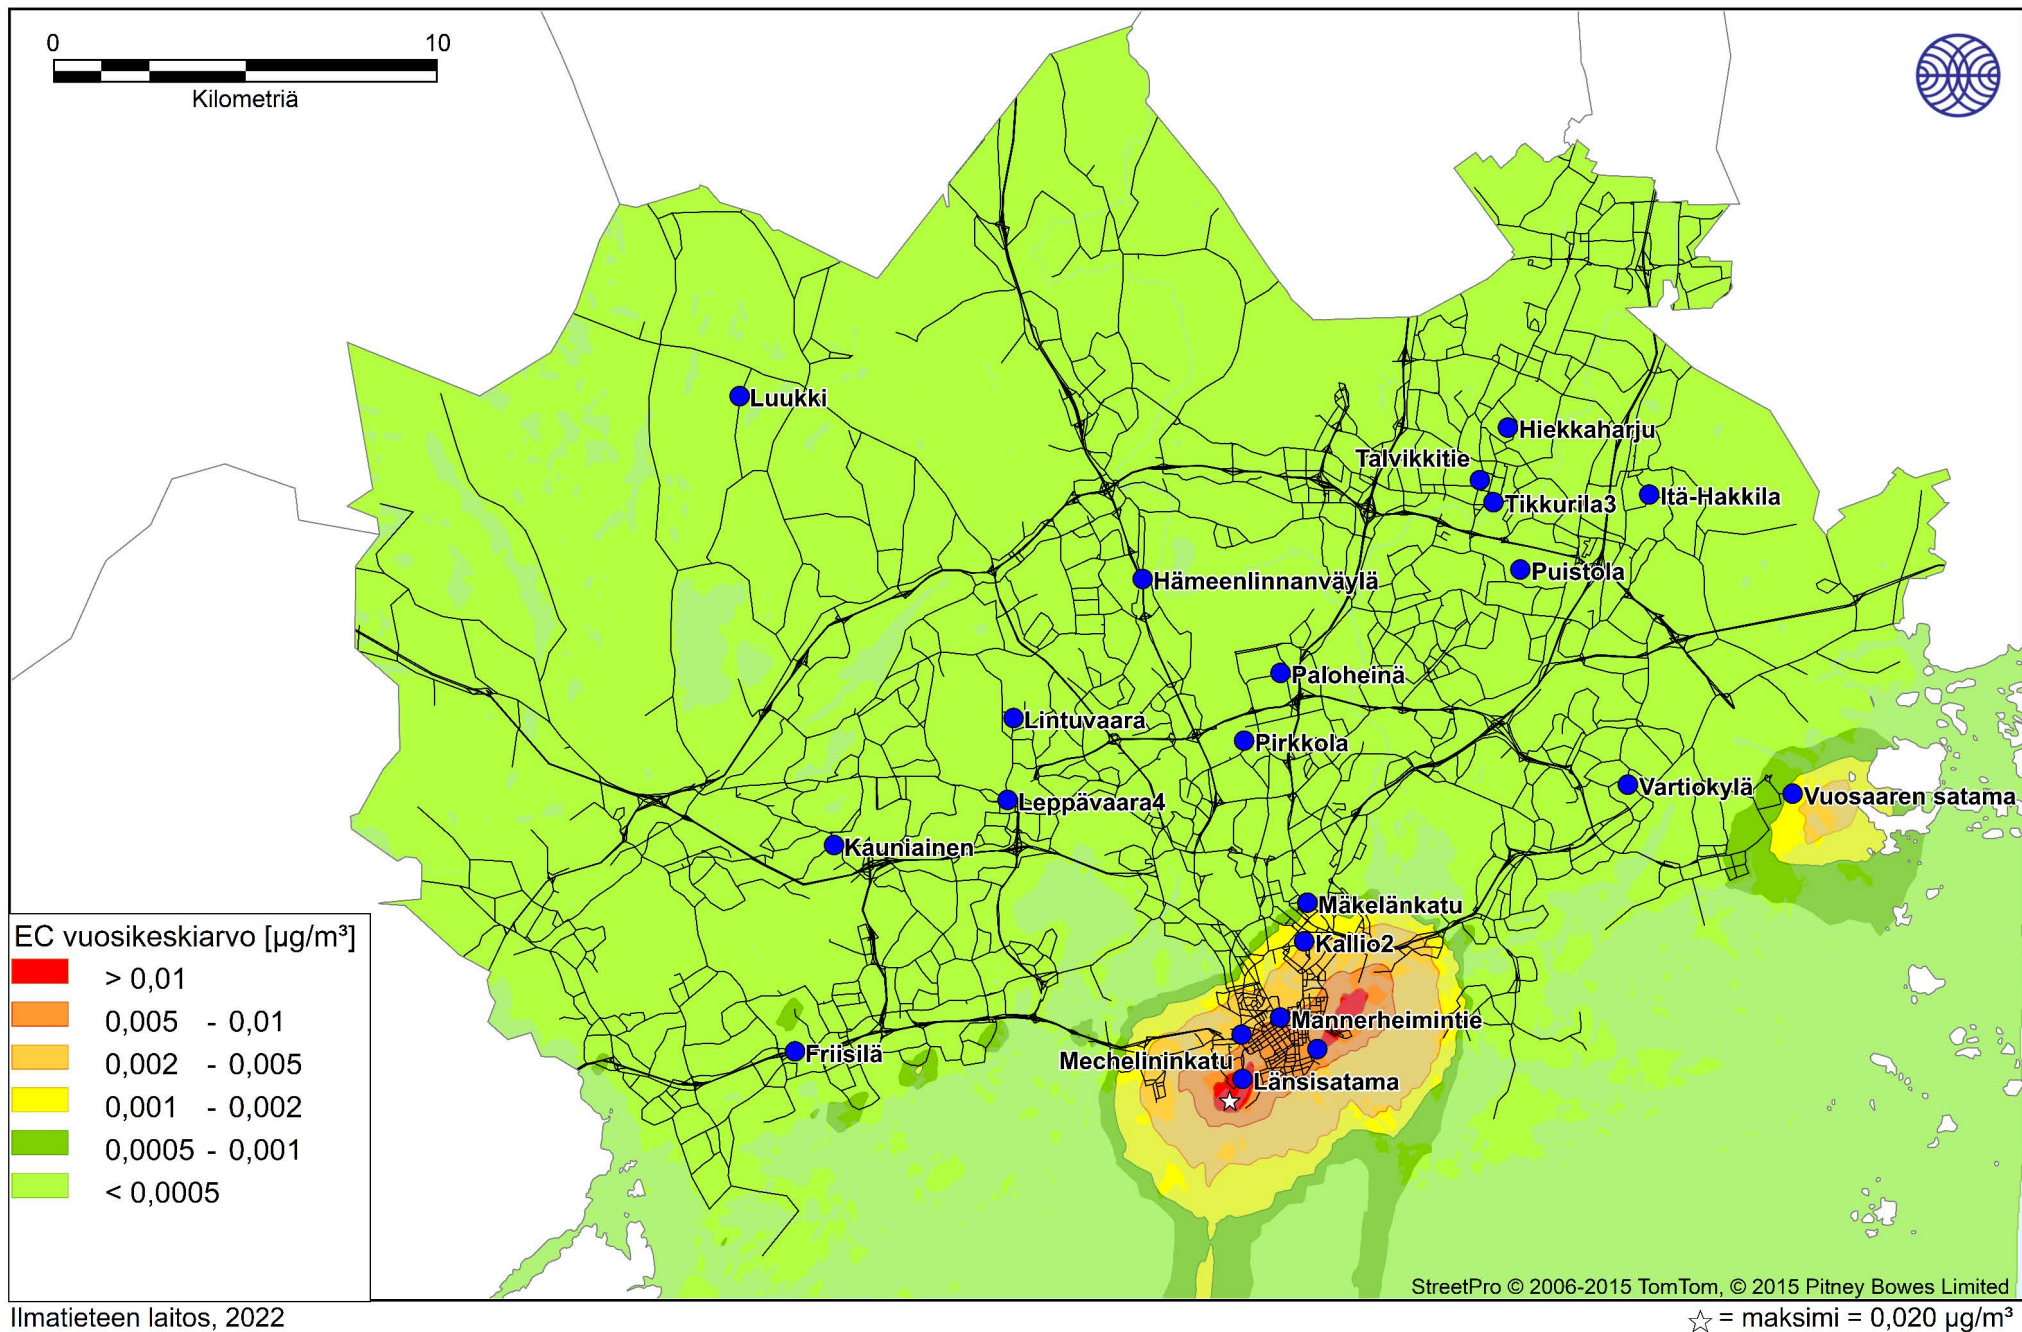 0 10
Kilometriä
Luukki
Hiekkaharju
Talvikkitie
Itä-Hakkila
Tikkurila3
Puistola
Hämeenlinnanväylä
Paloheinä
Lintuvaara
Pirkkola
Vartiokylä
Vuosaaren satama
Leppävaara4
Kauniainen
Mäkelänkatu
Kallio2
Mannerheimintie
Friisilä
Mechelininkatu
Länsisatama
EC vuosikeskiarvo [µg/m³]
> 0,01
0,005 - 0,01
0,002 - 0,005
0,001 - 0,002
0,0005 - 0,001
< 0,0005
StreetPro © 2006-2015 TomTom, © 2015 Pitney Bowes Limited
Ilmatieteen laitos, 2022
☆ = maksimi = 0,020 µg/m³